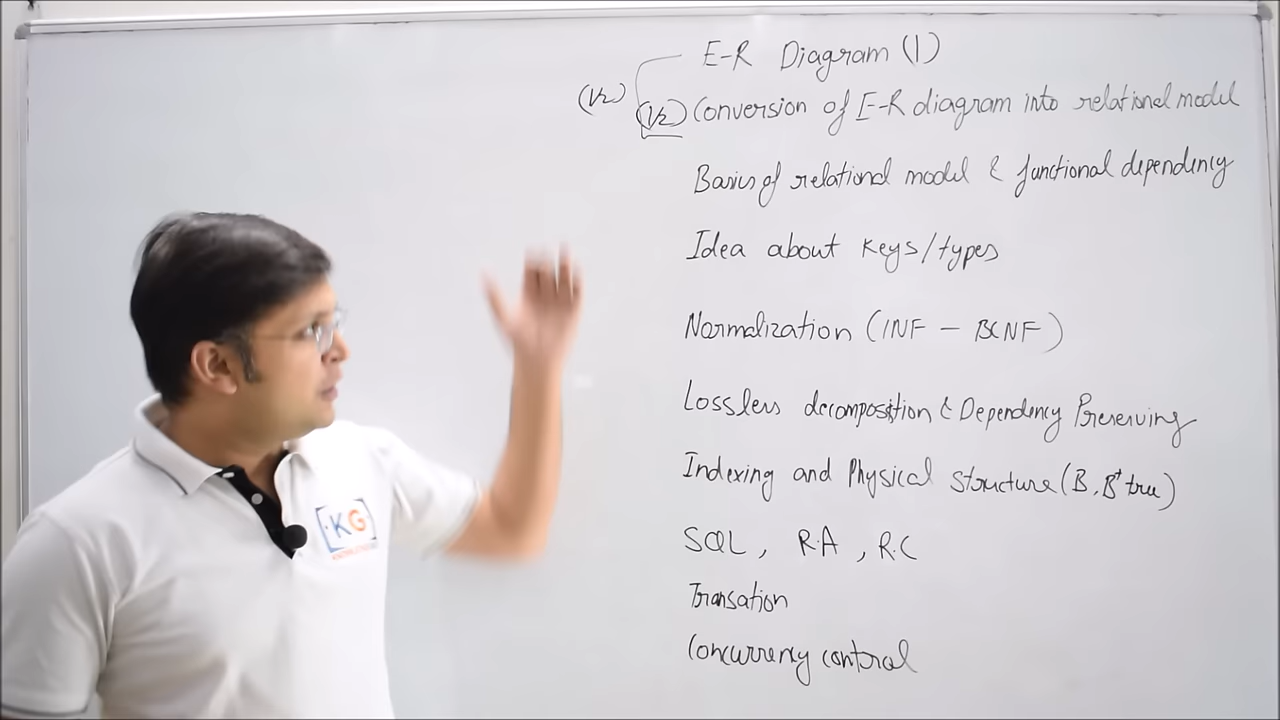 E-R Diagram (1)
(1/2) (1/2) Conversion of E-R diagram into relational model
Basics of relational model & functional dependency
Idea about keys/types
Normalization (1NF - BCNF)
Lossless decomposition & Dependency Preserving
Indexing and Physical Structure (B, B+ tree)
SQL, R.A, R.C
Transation
Concurrency control
KG